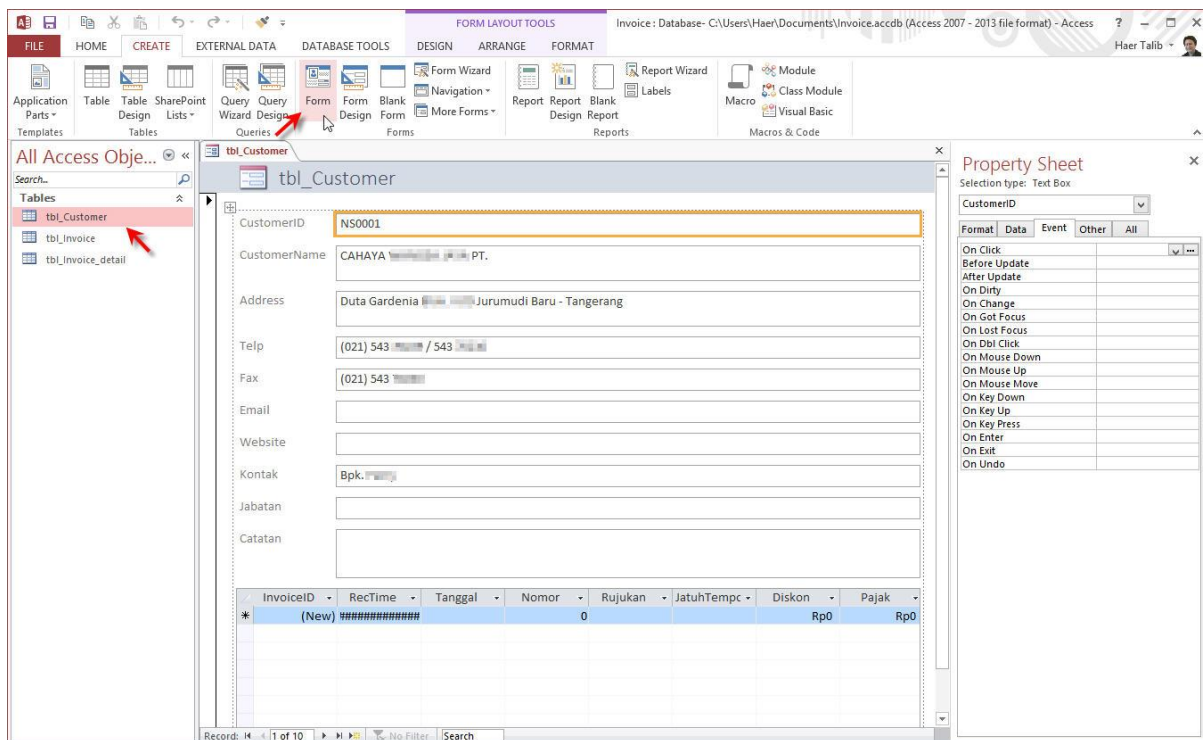 FORM LAYOUT TOOLS
Invoice : Database- C:\Users\Haer\Documents\Invoice.accdb (Access 2007 - 2013 file format) - Access
FILE HOME CREATE EXTERNAL DATA DATABASE TOOLS DESIGN ARRANGE FORMAT Haer Talib
Application Parts
Table
Table Design
SharePoint Lists
Query Wizard
Query Design
Form
Form Design
Blank Form
Form Wizard
Navigation
More Forms
Report
Report Design
Blank Report
Report Wizard
Labels
Macro
Module
Class Module
Visual Basic
Templates Tables Queries Forms Reports Macros & Code
All Access Obje...
Search...
Tables
tbl_Customer
tbl_Invoice
tbl_Invoice_detail
tbl_Customer
tbl_Customer
CustomerID NS0001
CustomerName CAHAYA PT.
Address Duta Gardenia Jurumudi Baru - Tangerang
Telp (021) 543 / 543
Fax (021) 543
Email
Website
Kontak Bpk.
Jabatan
Catatan
InvoiceID RecTime Tanggal Nomor Rujukan JatuhTempc Diskon Pajak
* (New) ############# 0 Rp0 Rp0
Record: 1 of 10 No Filter Search
Property Sheet
Selection type: Text Box
CustomerID
Format Data Event Other All
On Click
Before Update
After Update
On Dirty
On Change
On Got Focus
On Lost Focus
On Dbl Click
On Mouse Down
On Mouse Up
On Mouse Move
On Key Down
On Key Up
On Key Press
On Enter
On Exit
On Undo